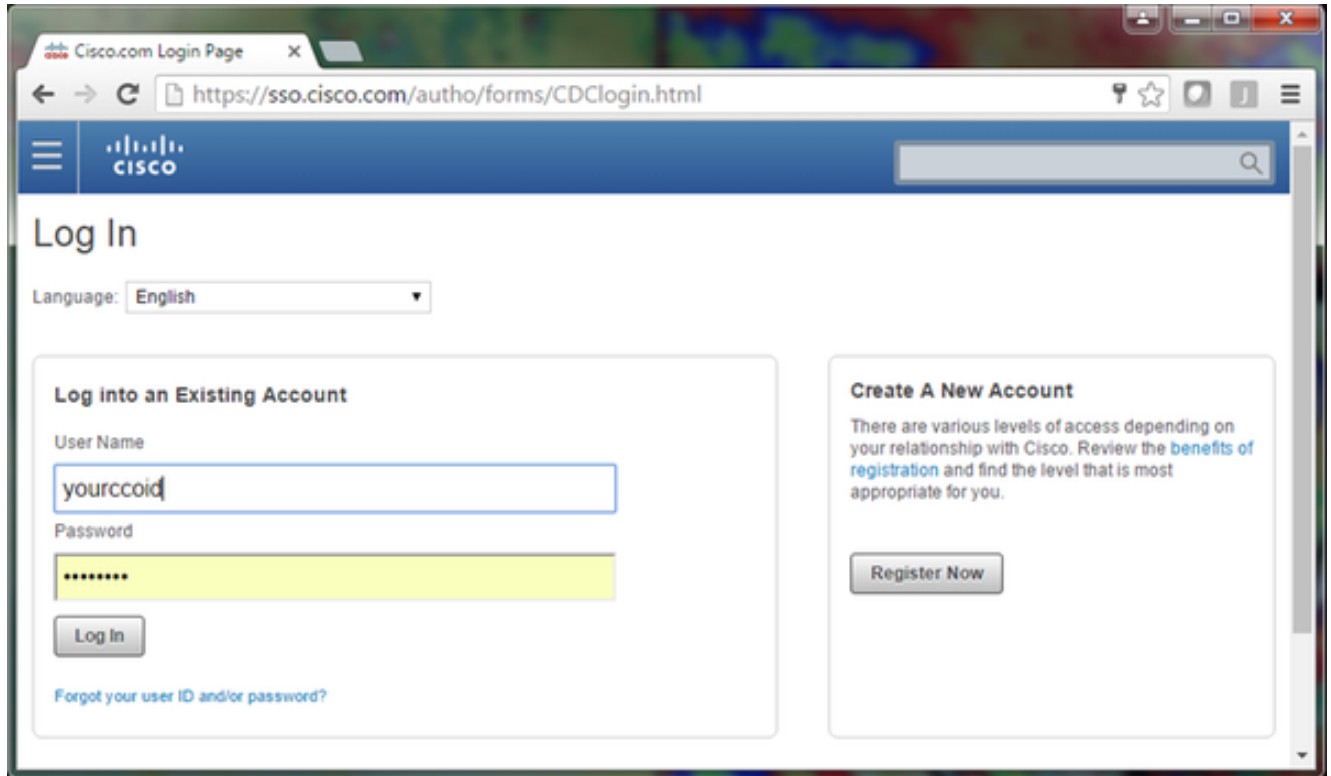 Cisco.com Login Page
https://sso.cisco.com/autho/forms/CDClogin.html
J
CISCO
Log In
Language: English
Log into an Existing Account
User Name
yourccoid
Password
••••••••
Log In
Forgot your user ID and/or password?
Create A New Account
There are various levels of access depending on
your relationship with Cisco. Review the benefits of
registration and find the level that is most
appropriate for you.
Register Now